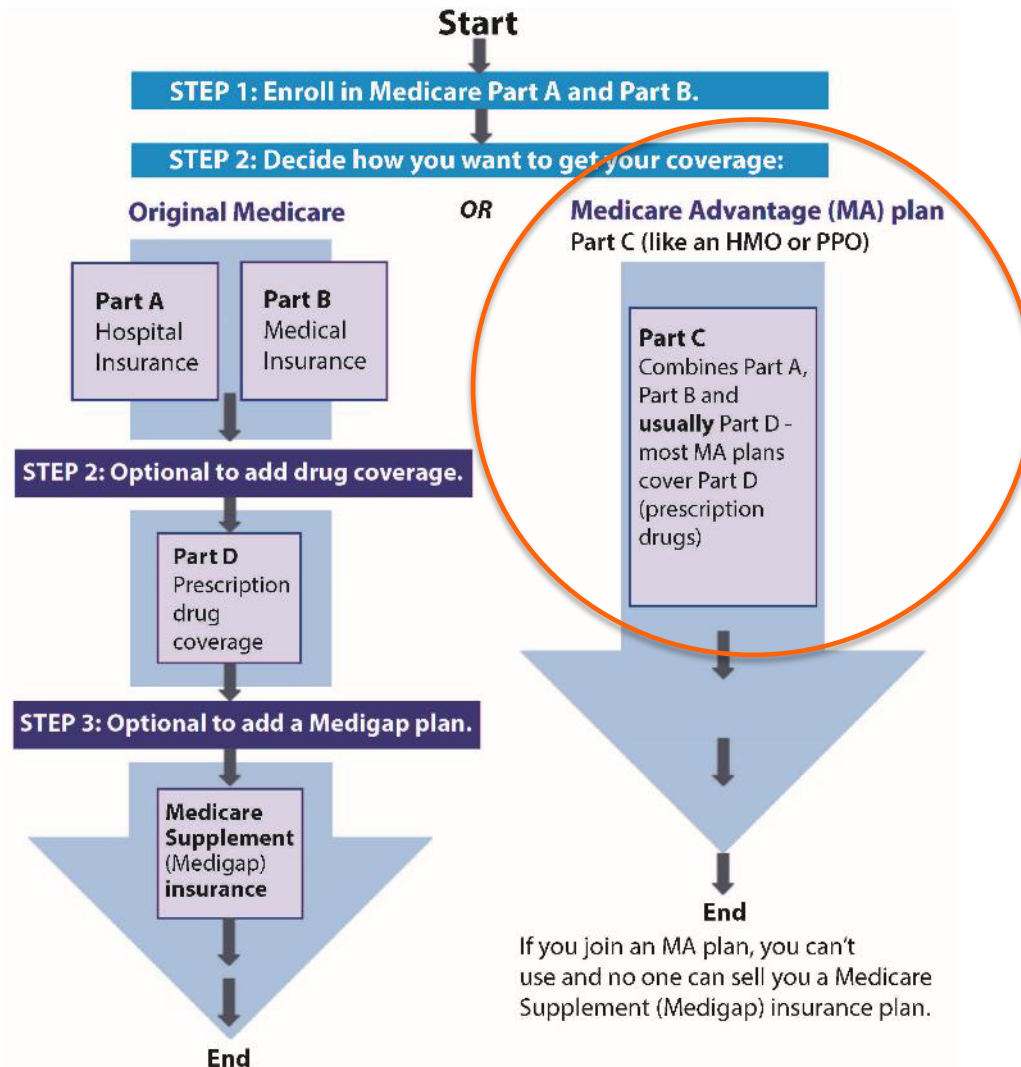 Start
STEP 1: Enroll in Medicare Part A and Part B.
STEP 2: Decide how you want to get your coverage:
Original Medicare
OR
Medicare Advantage (MA) plan
Part C (like an HMO or PPO)
Part A
Hospital
Insurance
Part B
Medical
Insurance
STEP 2: Optional to add drug coverage.
Part D
Prescription
drug
coverage
STEP 3: Optional to add a Medigap plan.
Medicare
Supplement
(Medigap)
insurance
End
Part C
Combines Part A,
Part B and
usually Part D -
most MA plans
cover Part D
(prescription
drugs)
End
If you join an MA plan, you can't
use and no one can sell you a Medicare
Supplement (Medigap) insurance plan.